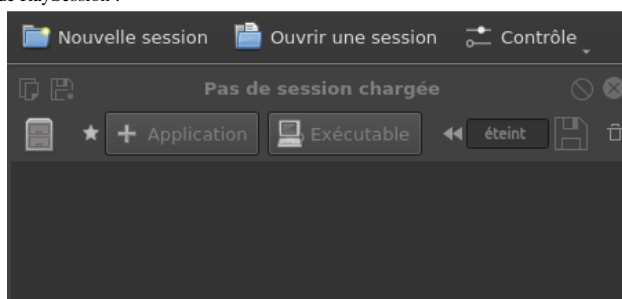 de RaySession :
Nouvelle session Ouvrir une session Contrôle
Pas de session chargée
Application Exécutable éteint